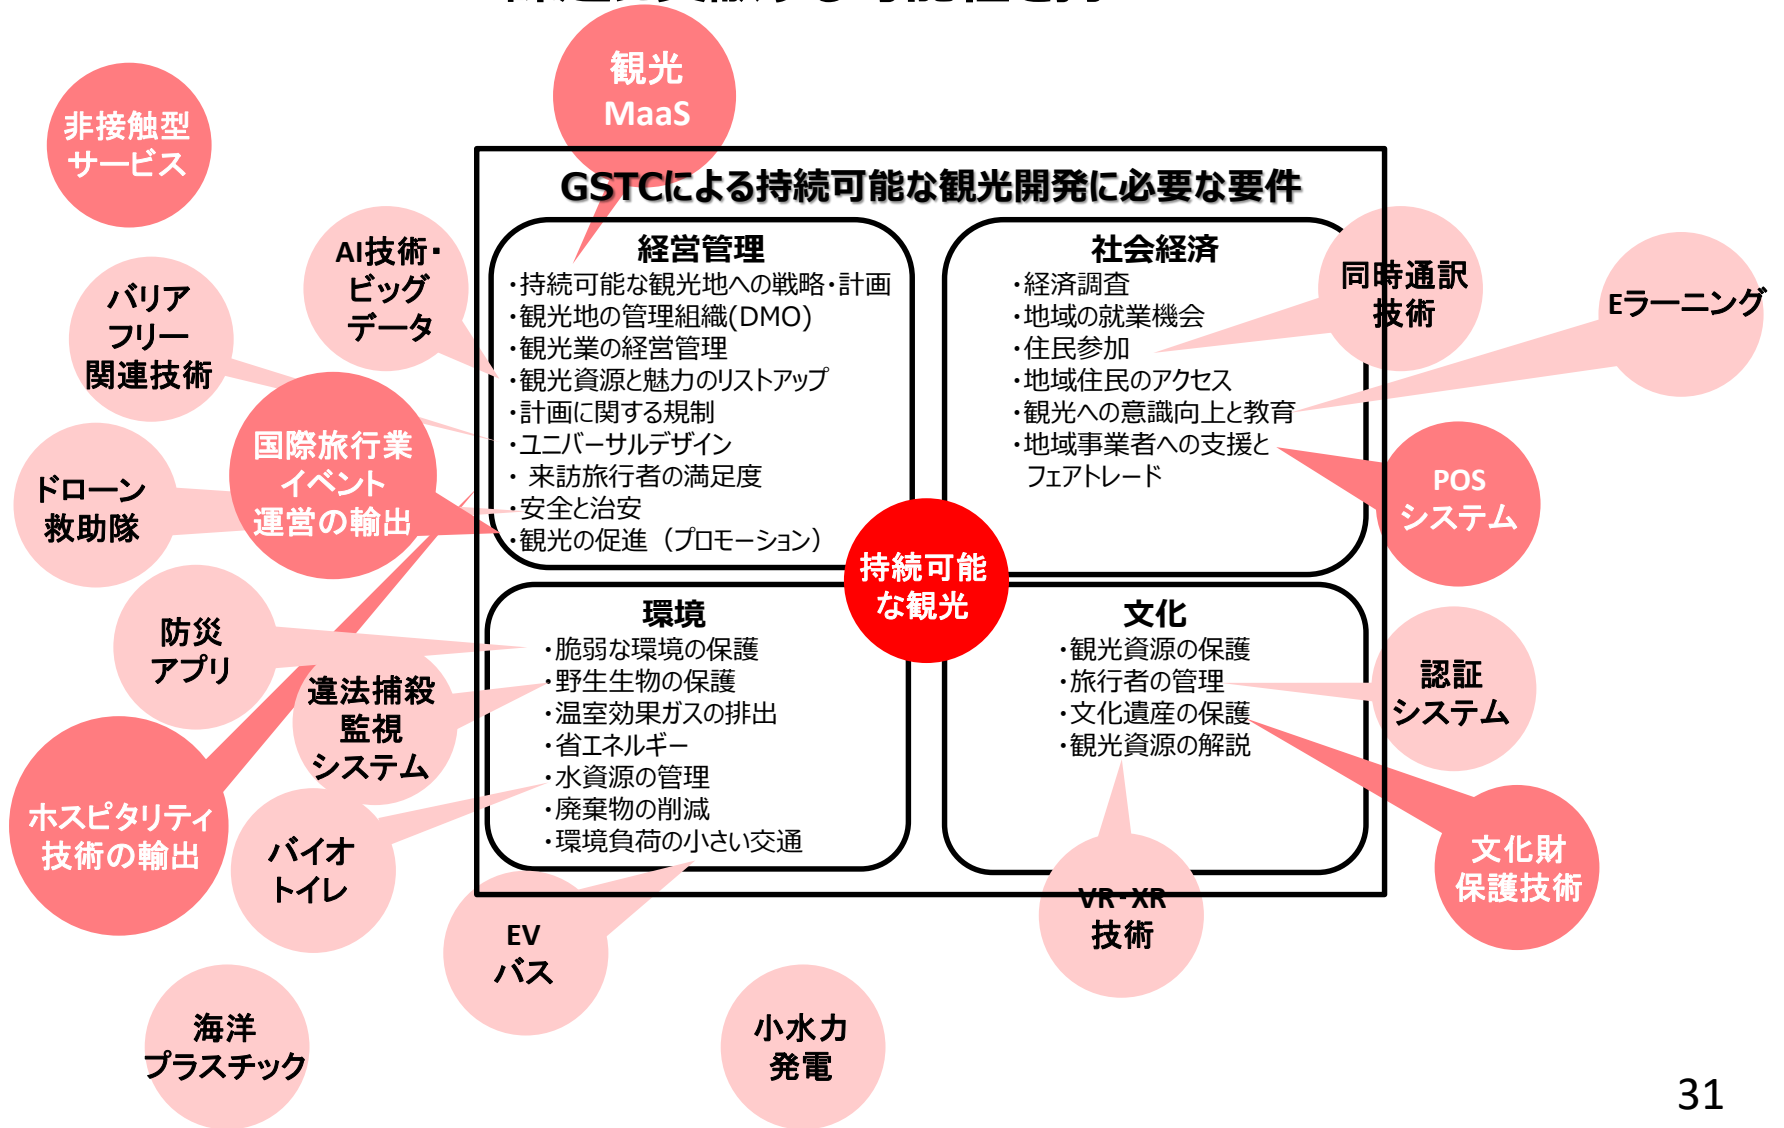 観光
MaaS
非接触型
サービス
GSTCによる持続可能な観光開発に必要な要件
AI技術・
ビッグ
データ
バリア
フリー
関連技術
国際旅行業
イベント
運営の輸出
ドローン
救助隊
防災
アプリ
違法捕殺
監視
システム
ホスピタリティ
技術の輸出
バイオ
トイレ
EV
バス
海洋
プラスチック
小水力
発電
経営管理
・持続可能な観光地への戦略・計画
・観光地の管理組織(DMO)
・観光業の経営管理
・観光資源と魅力のリストアップ
・計画に関する規制
・ユニバーサルデザイン
・ 来訪旅行者の満足度
・安全と治安
・観光の促進（プロモーション）
社会経済
・経済調査
・地域の就業機会
・住民参加
・地域住民のアクセス
・観光への意識向上と教育
・地域事業者への支援と
フェアトレード
持続可能
な観光
環境
・脆弱な環境の保護
・野生生物の保護
・温室効果ガスの排出
・省エネルギー
・水資源の管理
・廃棄物の削減
・環境負荷の小さい交通
文化
・観光資源の保護
・旅行者の管理
・文化遺産の保護
・観光資源の解説
同時通訳
技術
Eラーニング
POS
システム
認証
システム
文化財
保護技術
VR・XR
技術
31